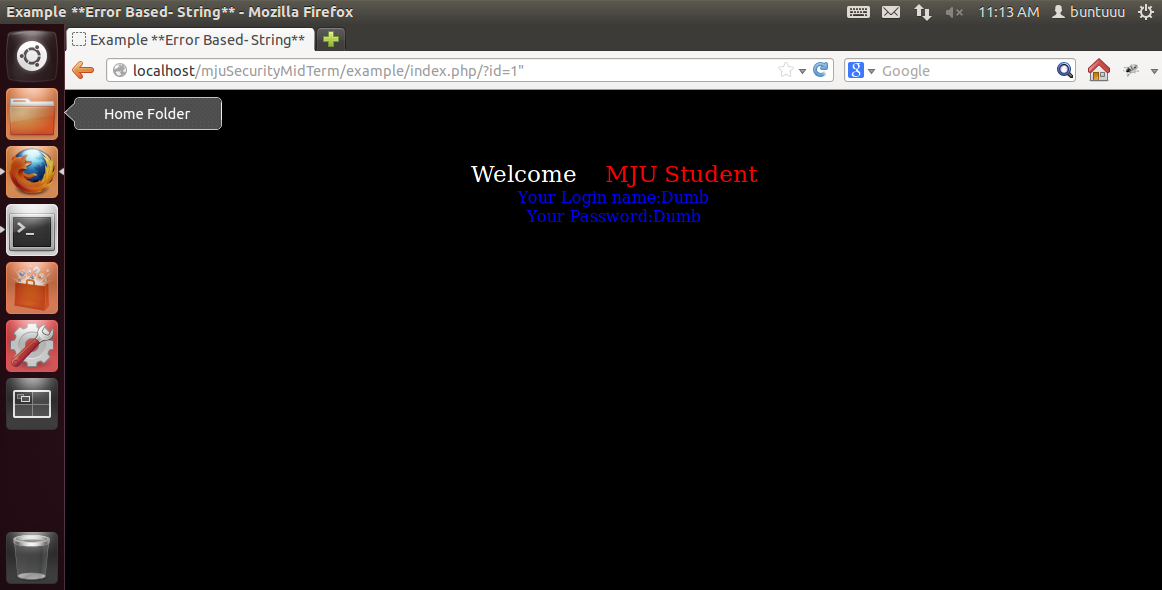 Example **Error Based- String** - Mozilla Firefox
11:13 AM
buntuuu
Example **Error Based- String**
localhost/mjuSecurityMidTerm/example/index.php/?id=1"
Google
Home Folder
Welcome MJU Student
Your Login name:Dumb
Your Password:Dumb